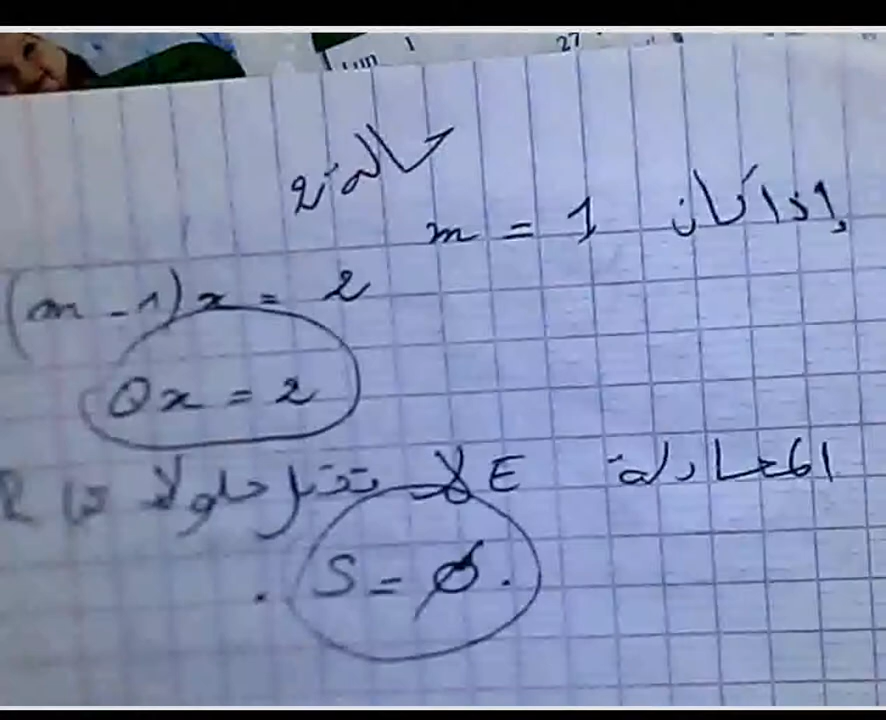 حالة 2
إذا كان m = 1
(m - 1)x = 2
0x = 2
المعادلة E لا تقبل حلولا في R
S = ∅.